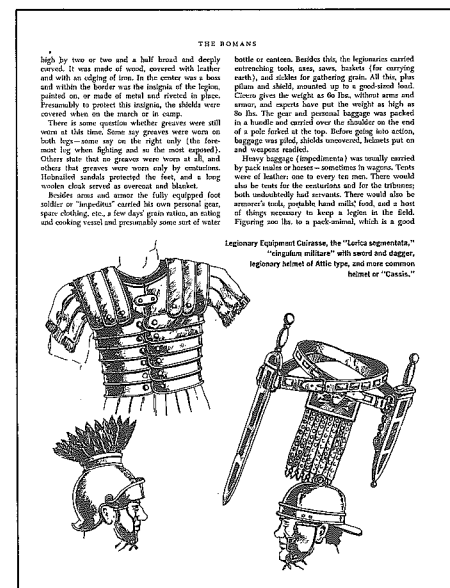 THE ROMANS
high by two or two and a half broad and deeply
curved. It was made of wood, covered with leather
and with an edging of iron. In the center was a boss
and within the border was the insignia of the legion,
painted on, or made of metal and riveted in place.
Presumably to protect this insignia, the shields were
covered when on the march or in camp.
There is some question whether greaves were still
worn at this time. Some say greaves were worn on
both legs—some say on the right only (the fore-
most leg when fighting and so the most exposed).
Others state that no greaves were worn at all, and
others that greaves were worn only by centurions.
Hobnailed sandals protected the feet, and a long
woolen cloak served as overcoat and blanket.
Besides arms and armor the fully equipped foot
soldier or "impeditus" carried his own personal gear,
spare clothing, etc., a few days' grain ration, an eating
and cooking vessel and presumably some sort of water
bottle or canteen. Besides this, the legionaries carried
entrenching tools, axes, saws, baskets (for carrying
earth), and sickles for gathering grain. All this, plus
pilum and shield, mounted up to a good-sized load.
Cicero gives the weight as 60 lbs., without arms and
armor, and experts have put the weight as high as
80 lbs. The gear and personal baggage was packed
in a bundle and carried over the shoulder on the end
of a pole forked at the top. Before going into action,
baggage was piled, shields uncovered, helmets put on
and weapons readied.
Heavy baggage (impedimenta) was usually carried
by pack mules or horses—sometimes in wagons. Tents
were of leather: one to every ten men. There would
also be tents for the centurions and for the tribunes;
both undoubtedly had servants. There would also be
armorer's tools, portable hand mills, food, and a host
of things necessary to keep a legion in the field.
Figuring 200 lbs. to a pack-animal, which is a good
Legionary Equipment Cuirasse, the "Lorica segmentata,"
"cingulum militare" with sword and dagger,
legionary helmet of Attic type, and more common
helmet or "Cassis."